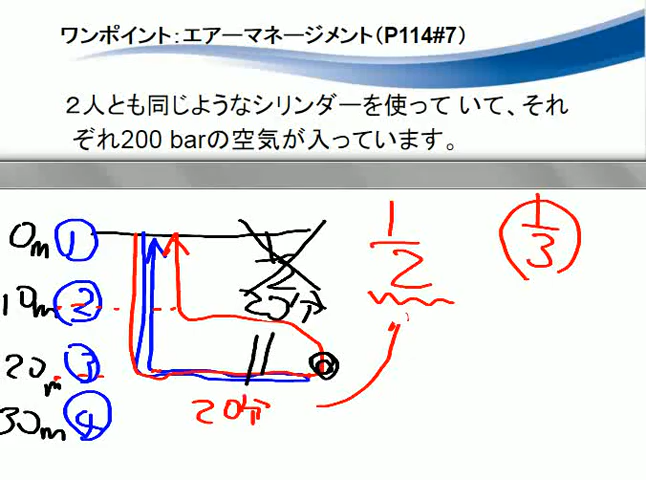 ワンポイント：エアーマネージメント（P114#7）
２人とも同じようなシリンダーを使って いて、それ
ぞれ200 barの空気が入っています。
0m ① 1/2 1/2 1/3
10m ② 25分
20m ③
20分
30m ④